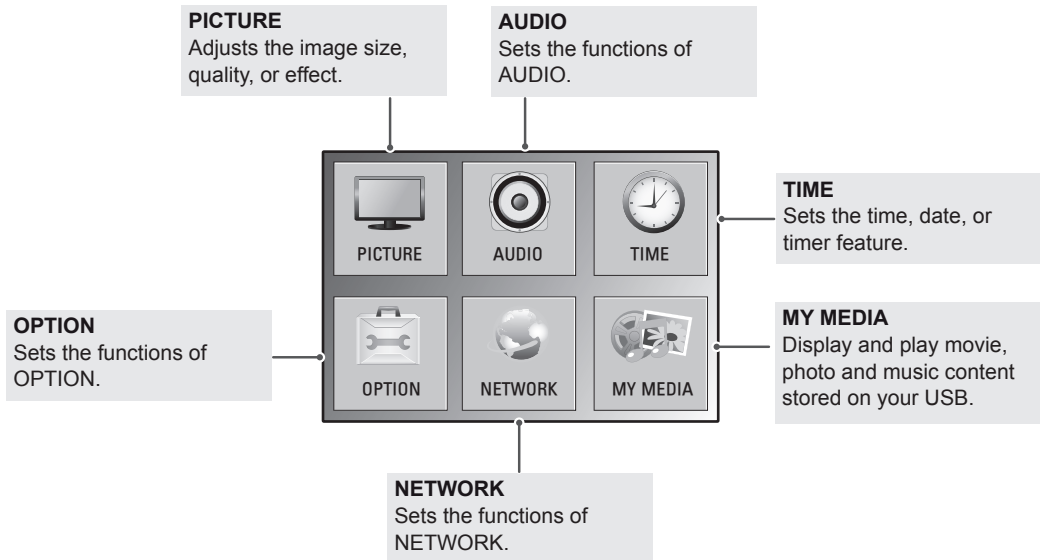 PICTURE
Adjusts the image size,
quality, or effect.
AUDIO
Sets the functions of
AUDIO.
PICTURE
AUDIO
TIME
TIME
Sets the time, date, or
timer feature.
OPTION
Sets the functions of
OPTION.
OPTION
NETWORK
MY MEDIA
MY MEDIA
Display and play movie,
photo and music content
stored on your USB.
NETWORK
Sets the functions of
NETWORK.